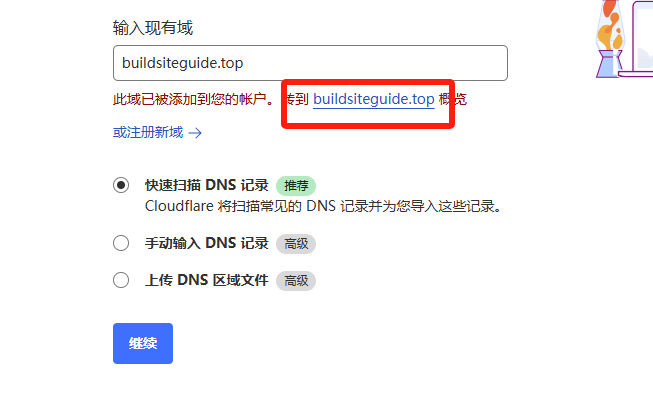 输入现有域
buildsiteguide.top
此域已被添加到您的帐户。转到 buildsiteguide.top 概览
或注册新域 →
快速扫描 DNS 记录 推荐
Cloudflare 将扫描常见的 DNS 记录并为您导入这些记录。
手动输入 DNS 记录 高级
上传 DNS 区域文件 高级
继续